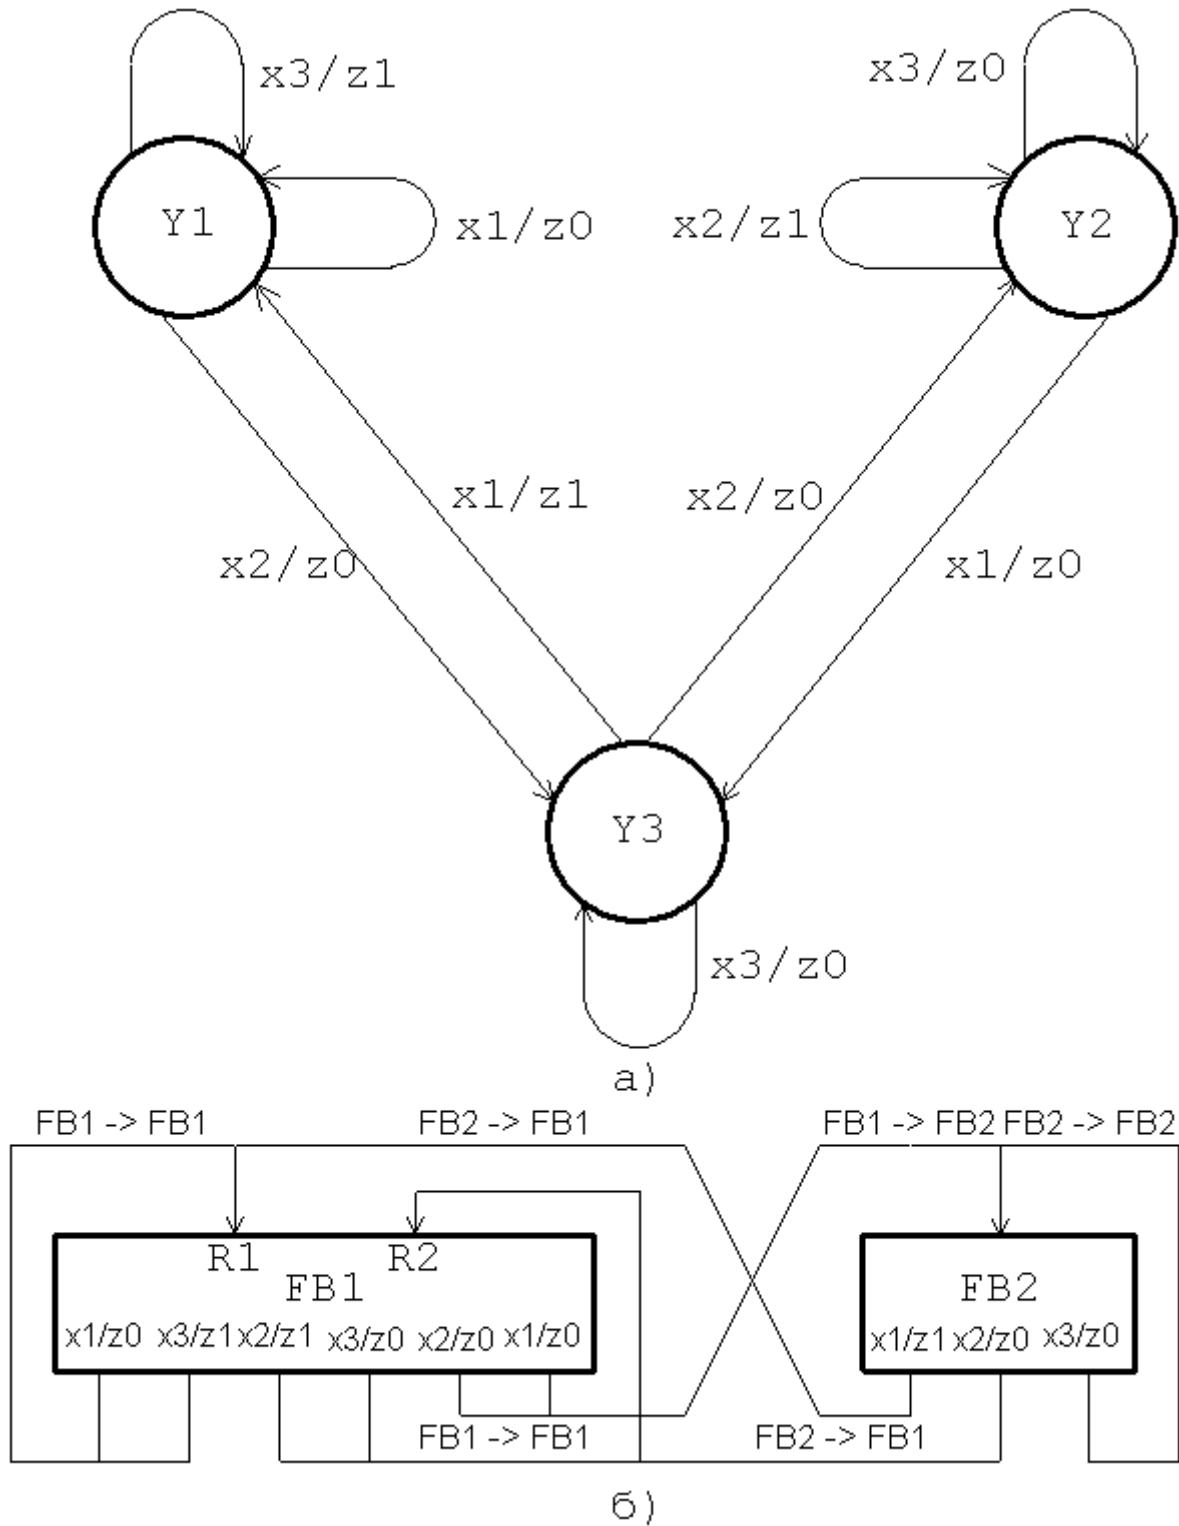 x3/z1 x3/z0
Y1 x1/z0 x2/z1 Y2
x1/z1 x2/z0
x2/z0 x1/z0
Y3
x3/z0
а)
FB1 -> FB1 FB2 -> FB1 FB1 -> FB2 FB2 -> FB2
R1 R2
FB1 FB2
x1/z0 x3/z1 x2/z1 x3/z0 x2/z0 x1/z0 x1/z1 x2/z0 x3/z0
FB1 -> FB1 FB2 -> FB1
б)